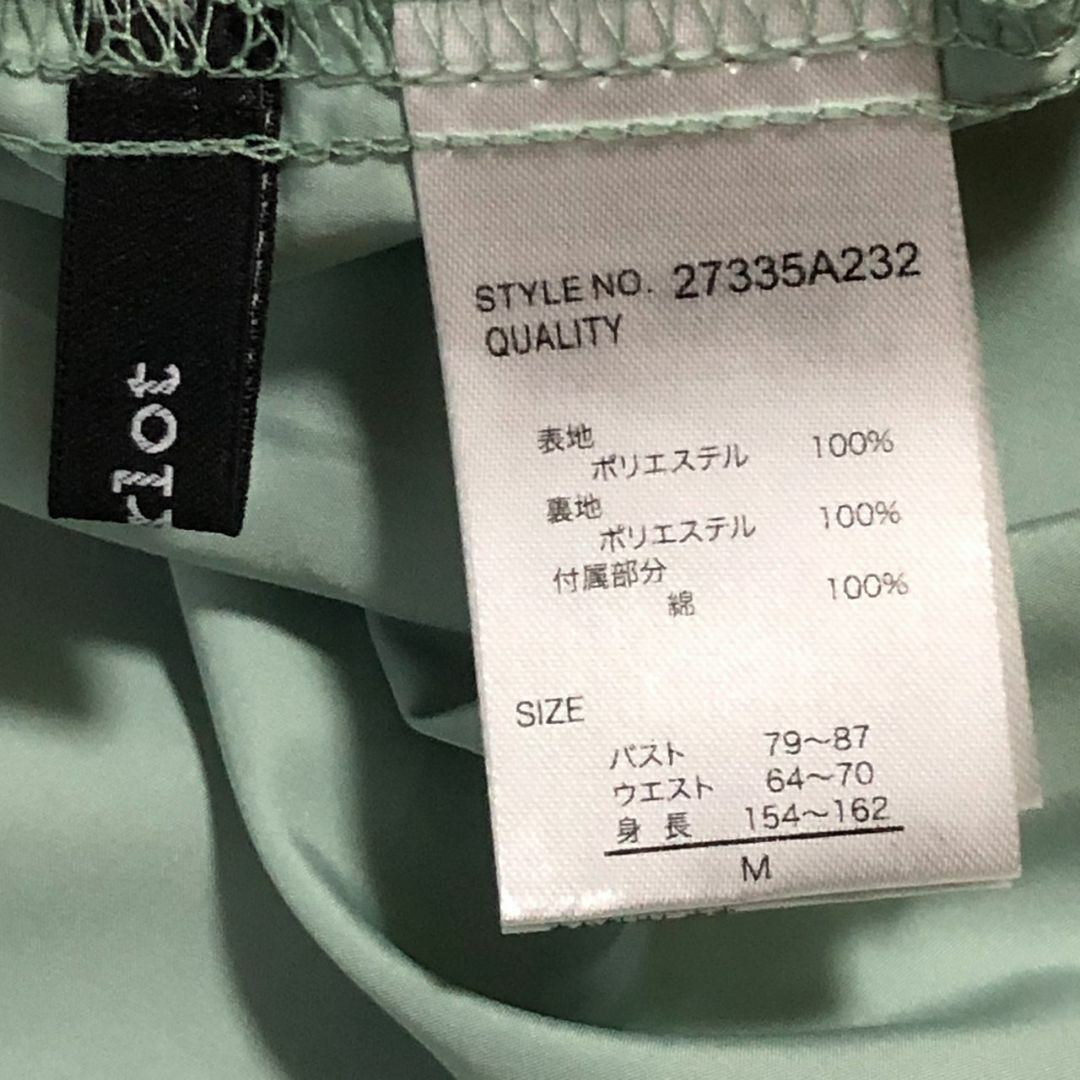 STYLE NO. 27335A232
QUALITY
表地
ポリエステル 100%
裏地
ポリエステル 100%
付属部分
綿 100%
SIZE
バスト 79～87
ウエスト 64～70
身長 154～162
M